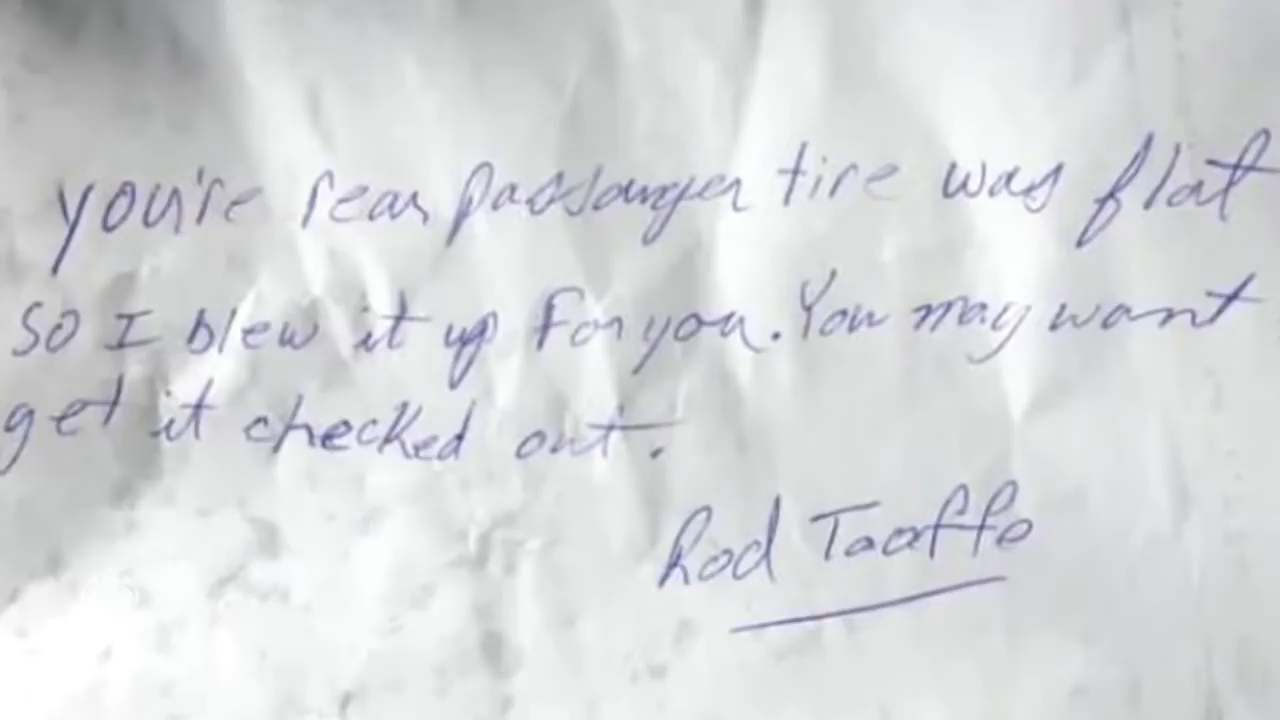 you're rear passanger tire was flat
so I blew it up for you. You may want
get it checked out.
Rod Taaffe